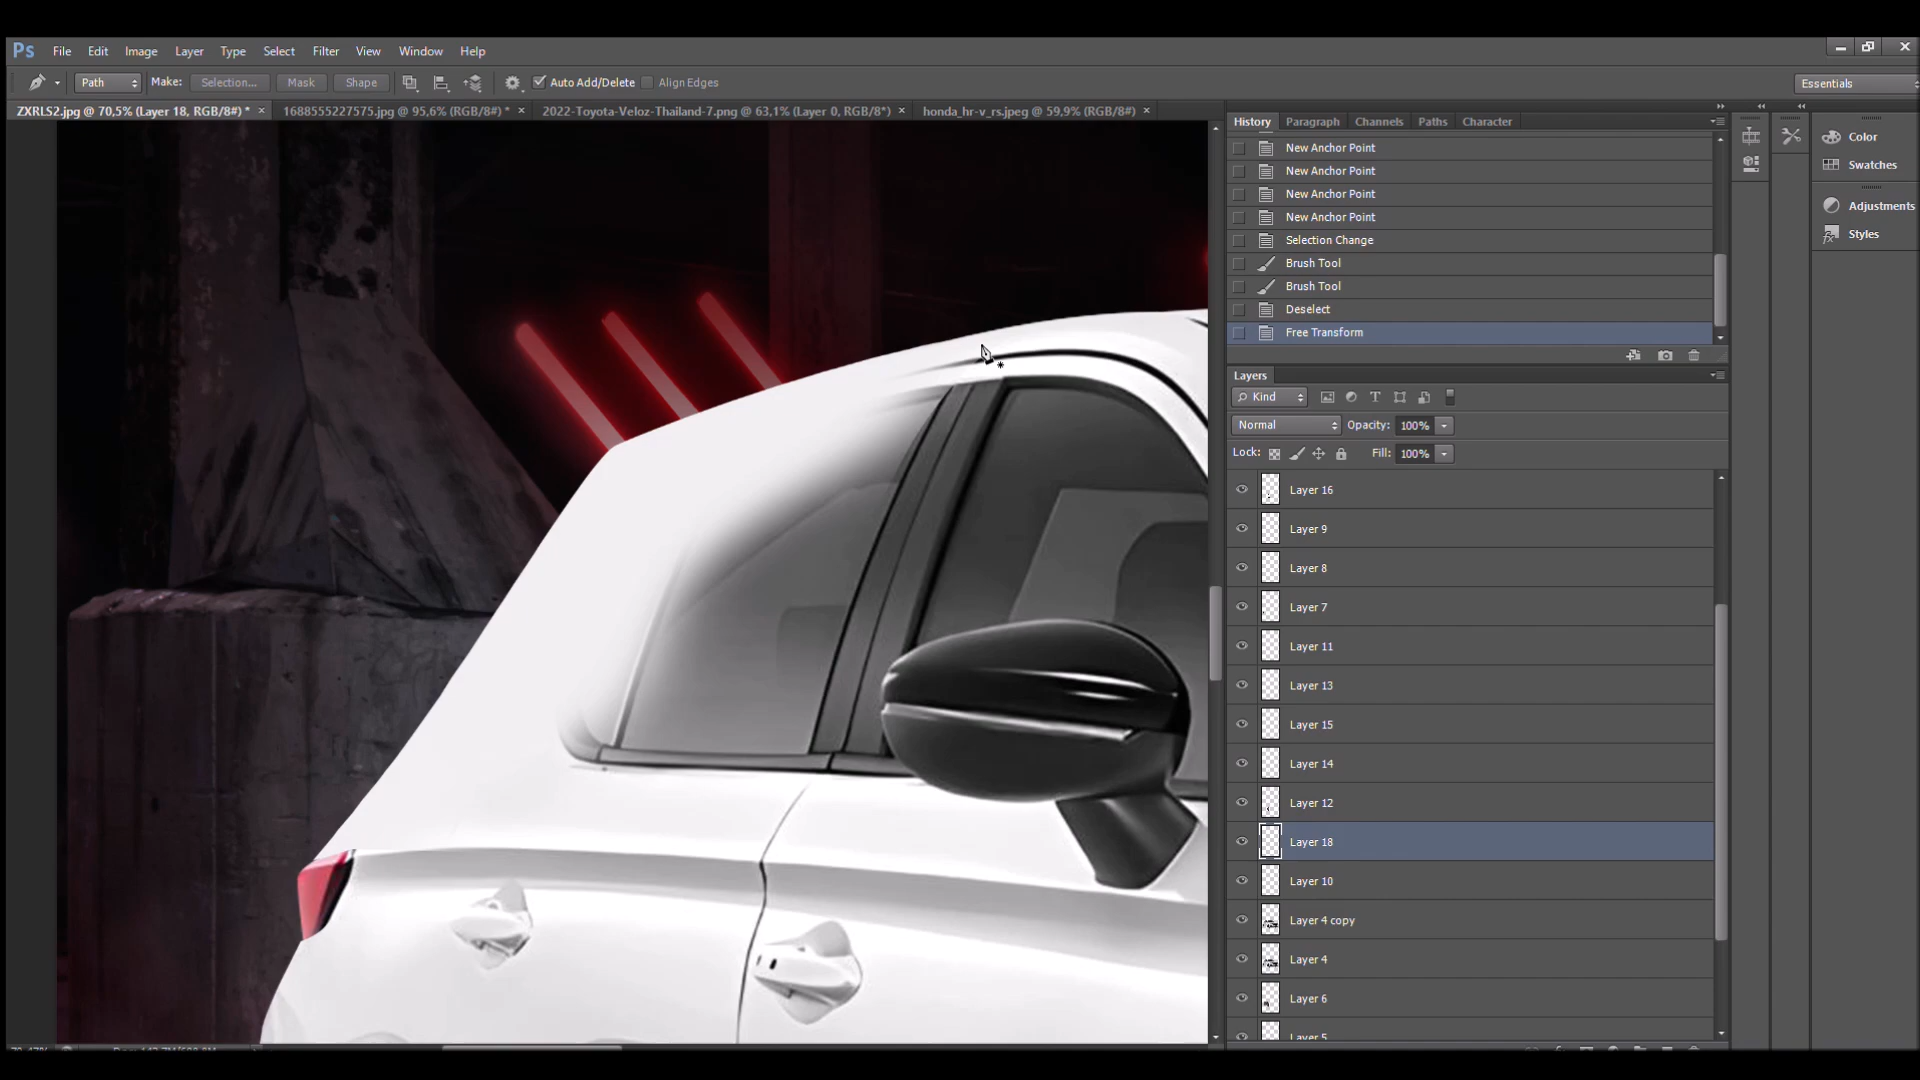 Ps File Edit Image Layer Type Select Filter View Window Help
Path Make: Selection... Mask Shape Auto Add/Delete Align Edges Essentials
ZXRLS2.jpg @ 70,5% (Layer 18, RGB/8#) * × 1688555227575.jpg @ 95,6% (RGB/8#) * × 2022-Toyota-Veloz-Thailand-7.png @ 63,1% (Layer 0, RGB/8*) × honda_hr-v_rs.jpeg @ 59,9% (RGB/8#) ×
History Paragraph Channels Paths Character
New Anchor Point
New Anchor Point
New Anchor Point
New Anchor Point
Selection Change
Brush Tool
Brush Tool
Deselect
Free Transform
Color
Swatches
Adjustments
Styles
Layers
Kind
Normal Opacity: 100%
Lock: Fill: 100%
Layer 16
Layer 9
Layer 8
Layer 7
Layer 11
Layer 13
Layer 15
Layer 14
Layer 12
Layer 18
Layer 10
Layer 4 copy
Layer 4
Layer 6
Layer 5